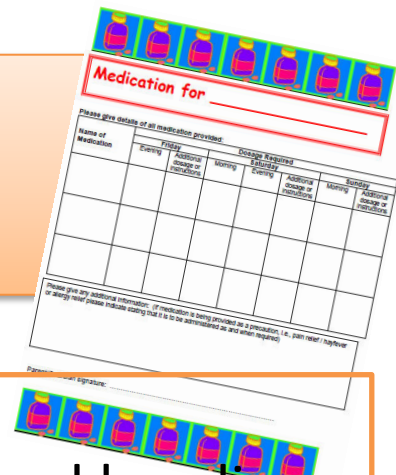 Medication for
Please give details of all medication provided:
Name of Medication
Dosage Required
Friday
Saturday
Sunday
Evening
Additional dosage or instructions
Morning
Evening
Additional dosage or instructions
Morning
Additional dosage or instructions
Please give any additional information: (If medication is being provided as a precaution, i.e., pain relief / hayfever
or allergy relief please indicate stating that it is to be administered as and when required)
signature: